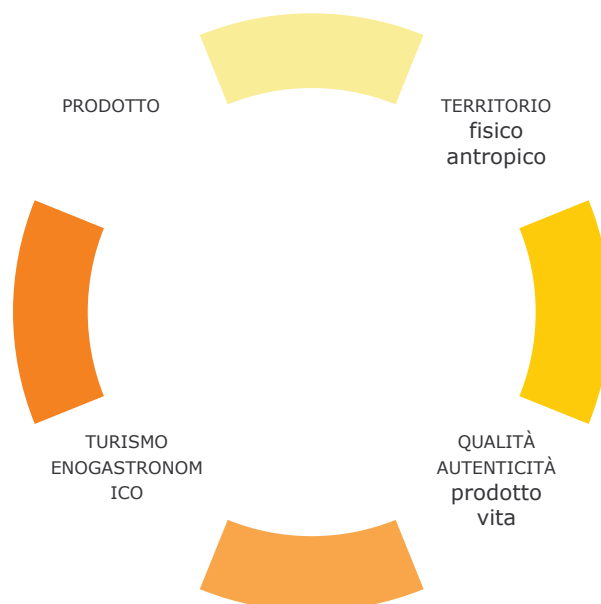 PRODOTTO
TERRITORIO
fisico
antropico
TURISMO
ENOGASTRONOM
ICO
QUALITÀ
AUTENTICITÀ
prodotto
vita